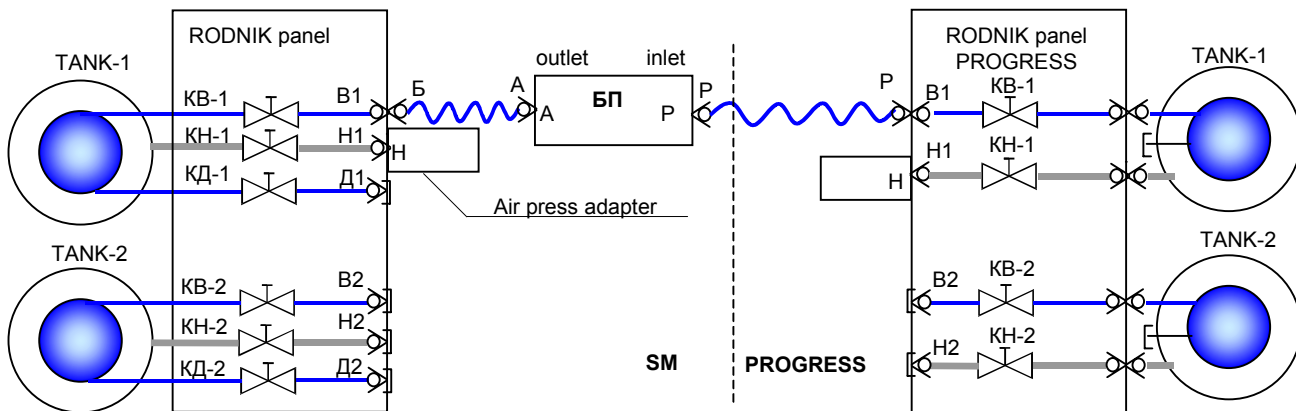 RODNIK panel
TANK-1
КВ-1
В1
КН-1
Н1
Н
КД-1
Д1
Air press adapter
TANK-2
КВ-2
В2
КН-2
Н2
КД-2
Д2
Б
А
outlet
inlet
БП
А
Р
Р
SM
PROGRESS
Р
RODNIK panel
PROGRESS
TANK-1
В1
КВ-1
Н1
КН-1
Н
TANK-2
В2
КВ-2
Н2
КН-2